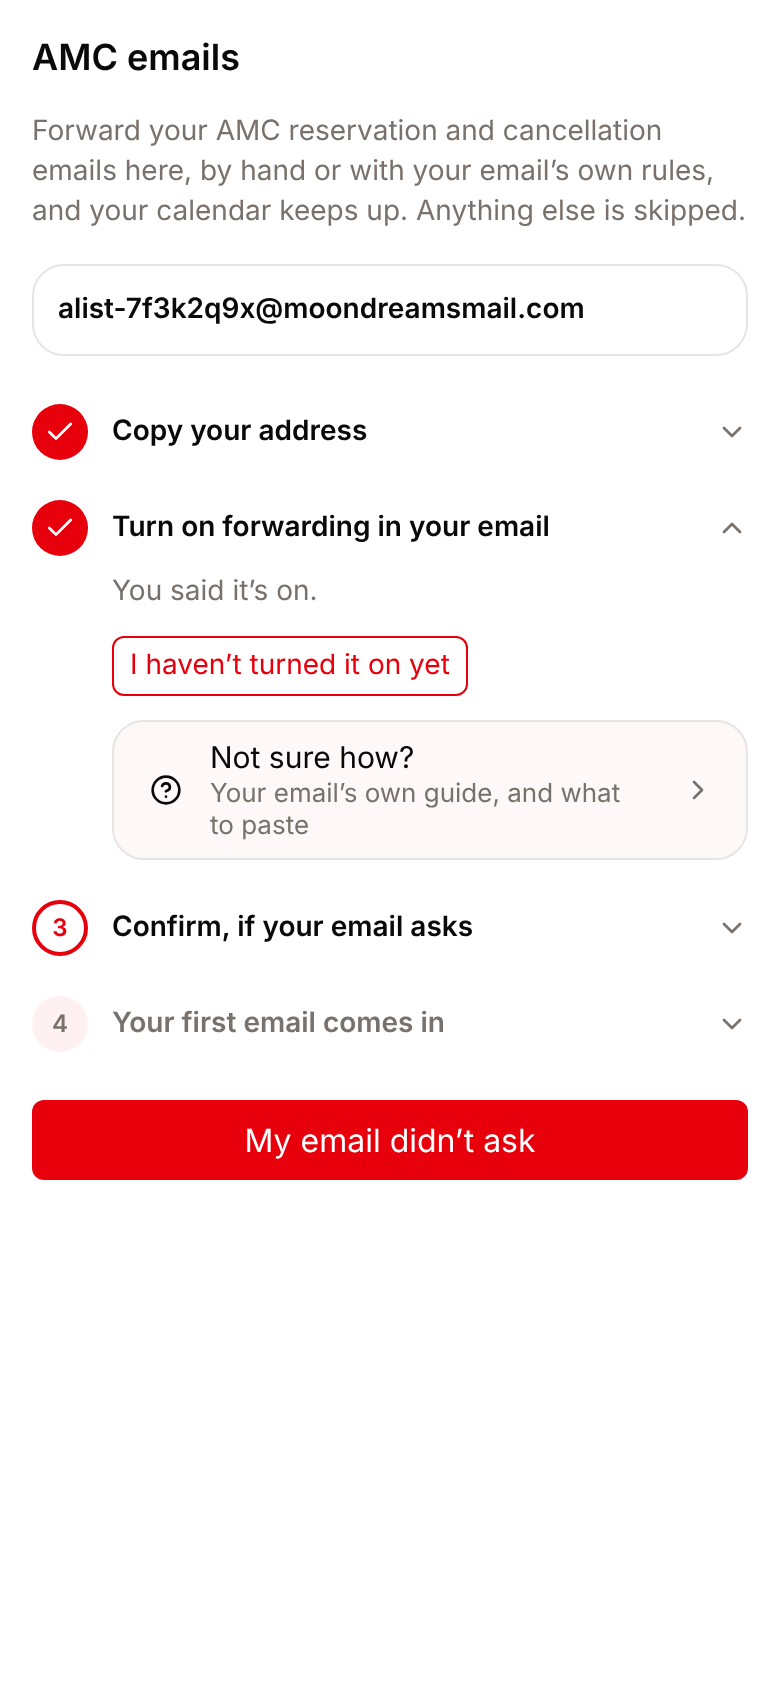 AMC emails
Forward your AMC reservation and cancellation
emails here, by hand or with your email’s own rules,
and your calendar keeps up. Anything else is skipped.
alist-7f3k2q9x@moondreamsmail.com
Copy your address
Turn on forwarding in your email
You said it’s on.
I haven’t turned it on yet
Not sure how?
Your email’s own guide, and what
to paste
3 Confirm, if your email asks
4 Your first email comes in
My email didn’t ask